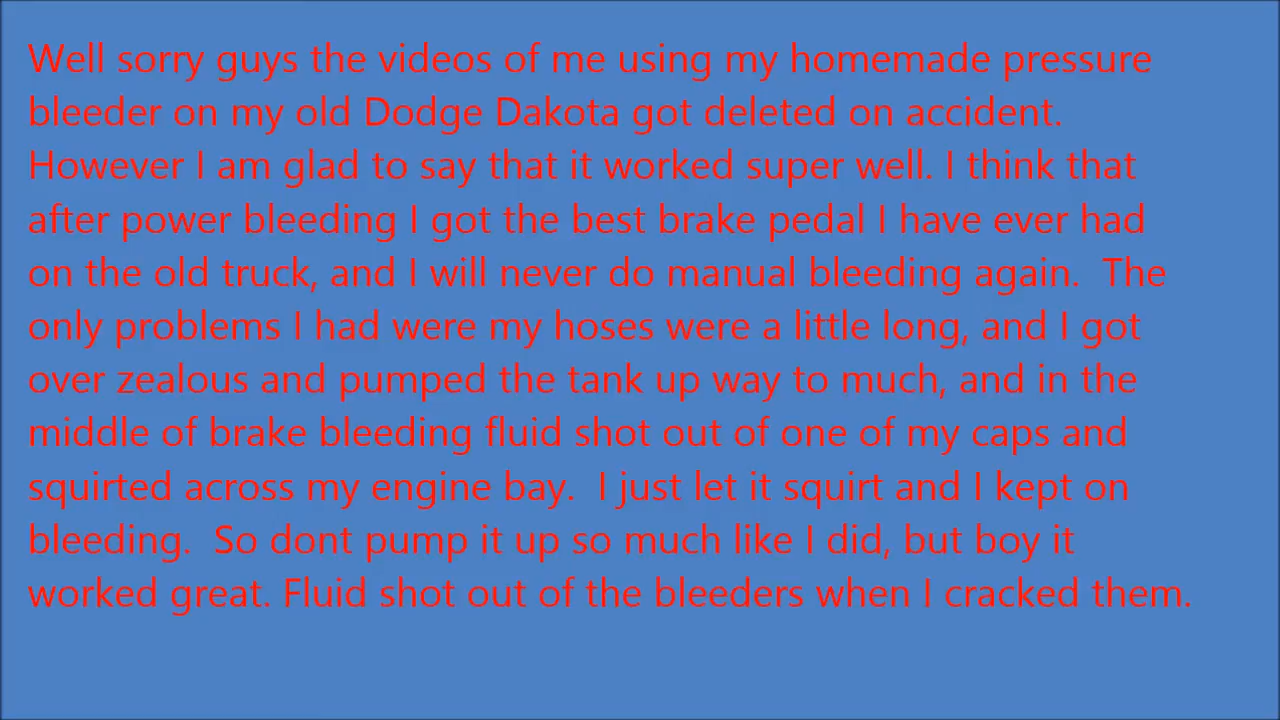 Well sorry guys the videos of me using my homemade pressure
bleeder on my old Dodge Dakota got deleted on accident.
However I am glad to say that it worked super well. I think that
after power bleeding I got the best brake pedal I have ever had
on the old truck, and I will never do manual bleeding again.  The
only problems I had were my hoses were a little long, and I got
over zealous and pumped the tank up way to much, and in the
middle of brake bleeding fluid shot out of one of my caps and
squirted across my engine bay.  I just let it squirt and I kept on
bleeding.  So dont pump it up so much like I did, but boy it
worked great. Fluid shot out of the bleeders when I cracked them.